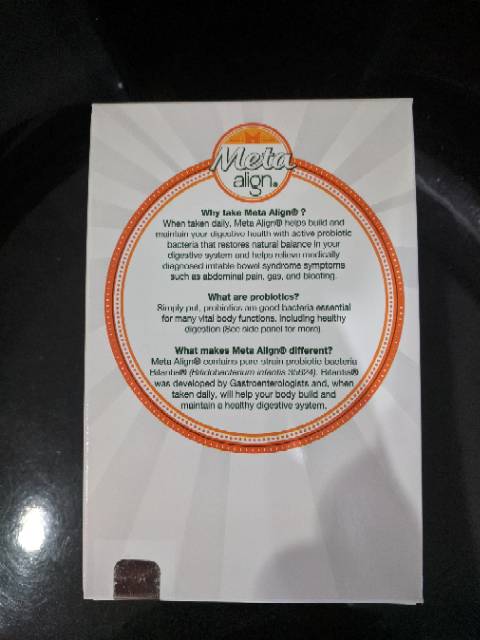 Meta
align®
Why take Meta Align® ?
When taken daily, Meta Align® helps build and
maintain your digestive health with active probiotic
bacteria that restores natural balance in your
digestive system and helps relieve medically
diagnosed irritable bowel syndrome symptoms
such as abdominal pain, gas, and bloating.
What are probiotics?
Simply put, probiotics are good bacteria essential
for many vital body functions. Including healthy
digestion (See side panel for more)
What makes Meta Align® different?
Meta Align® contains pure-strain probiotic bacteria
Bifantis® (Bifidobacterium infantis 35624). Bifantis®
was developed by Gastroenterologists and, when
taken daily, will help your body build and
maintain a healthy digestive system.